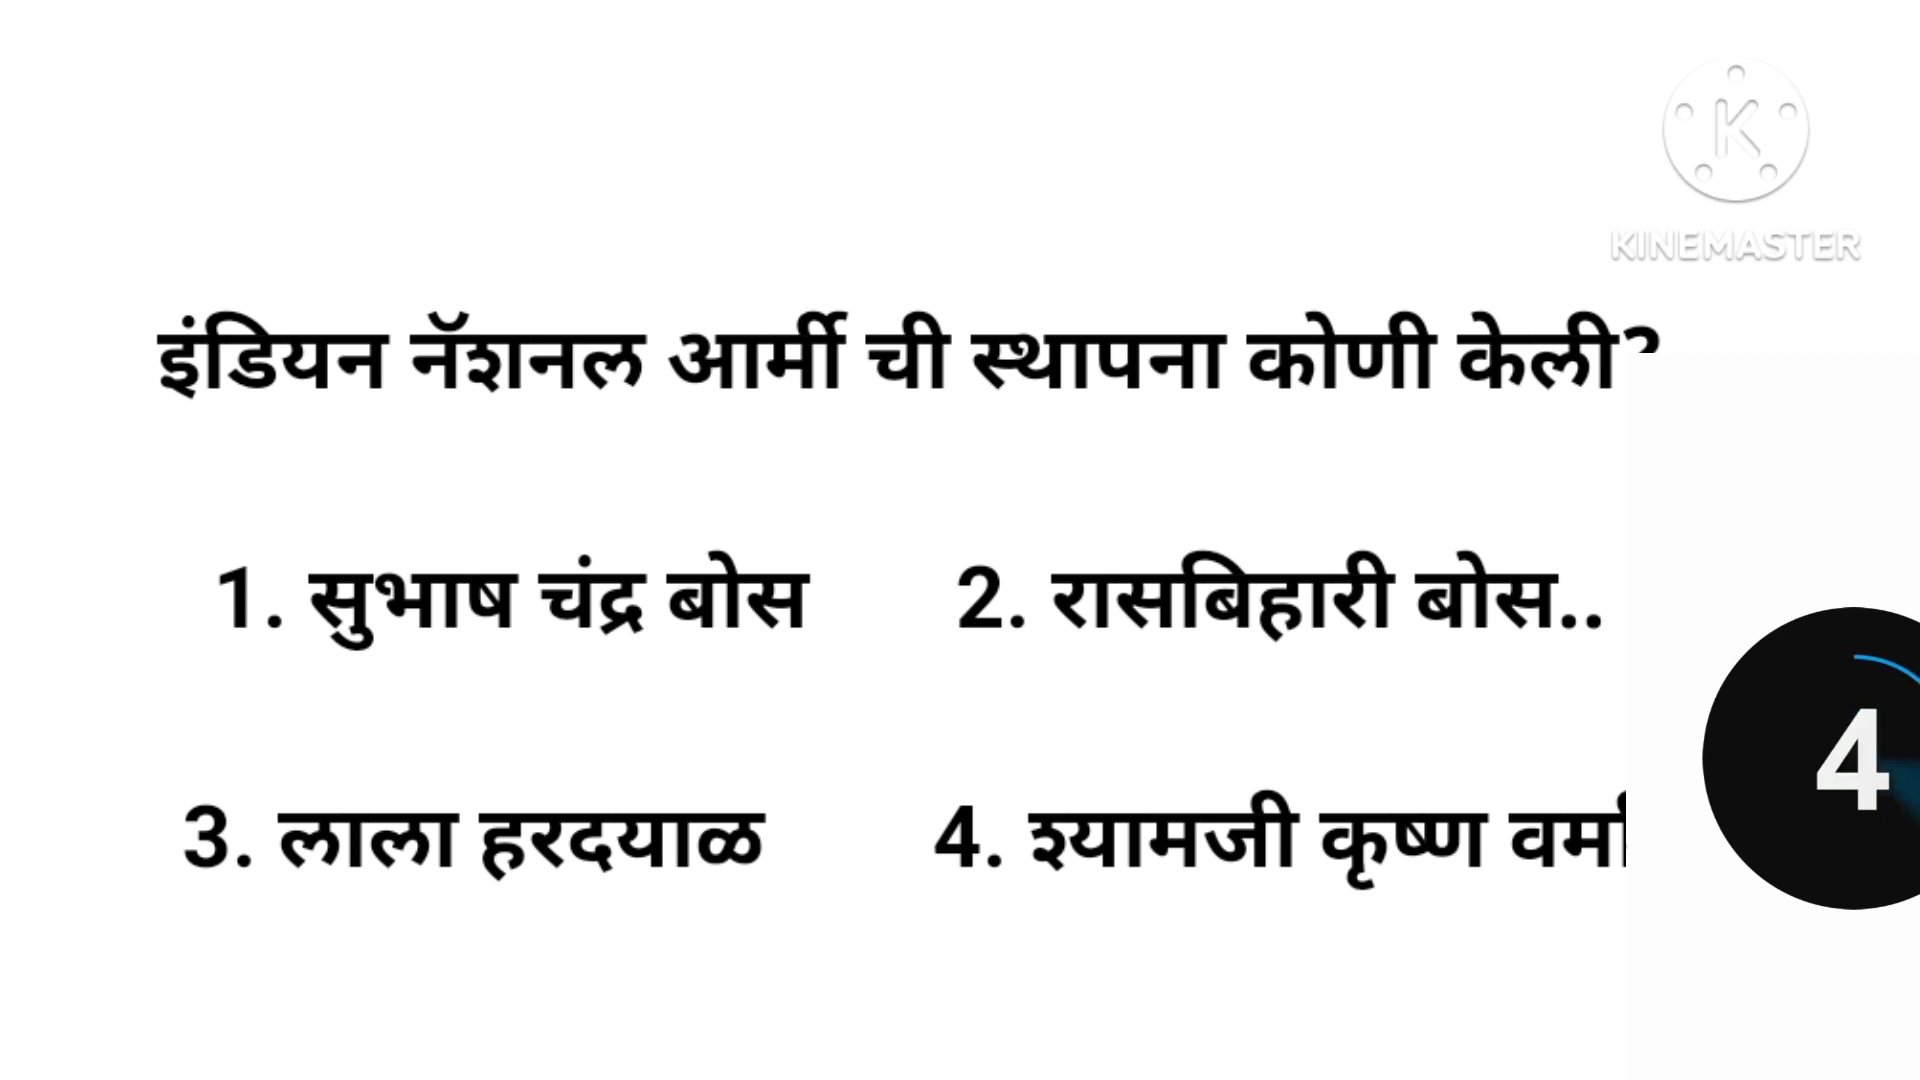 K
KINEMASTER
इंडियन नॅशनल आर्मी ची स्थापना कोणी केली?
1. सुभाष चंद्र बोस 2. रासबिहारी बोस..
3. लाला हरदयाळ 4. श्यामजी कृष्ण वर्मा
4